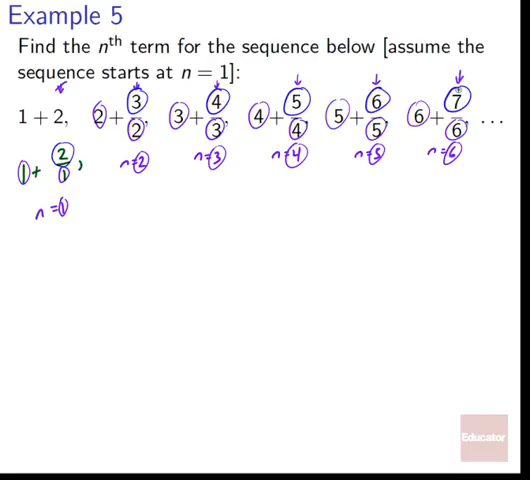 Example 5
Find the nth term for the sequence below [assume the
sequence starts at n = 1]:
1 + 2, 2 + 3/2, 3 + 4/3, 4 + 5/4, 5 + 6/5, 6 + 7/6, ...
1 + 2/1, n=2 n=3 n=4 n=5 n=6
n=1
Educator